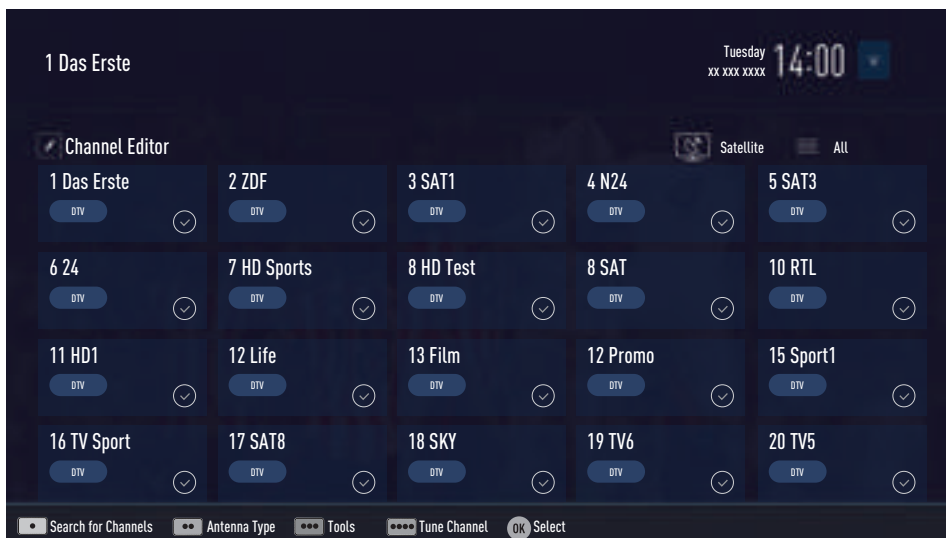 1 Das Erste
Tuesday
xx xxx xxxx
14:00
Channel Editor
Satellite
All
1 Das Erste
DTV
2 ZDF
DTV
3 SAT1
DTV
4 N24
DTV
5 SAT3
DTV
6 24
DTV
7 HD Sports
DTV
8 HD Test
DTV
8 SAT
DTV
10 RTL
DTV
11 HD1
DTV
12 Life
DTV
13 Film
DTV
12 Promo
DTV
15 Sport1
DTV
16 TV Sport
DTV
17 SAT8
DTV
18 SKY
DTV
19 TV6
DTV
20 TV5
DTV
Search for Channels
Antenna Type
Tools
Tune Channel
OK Select